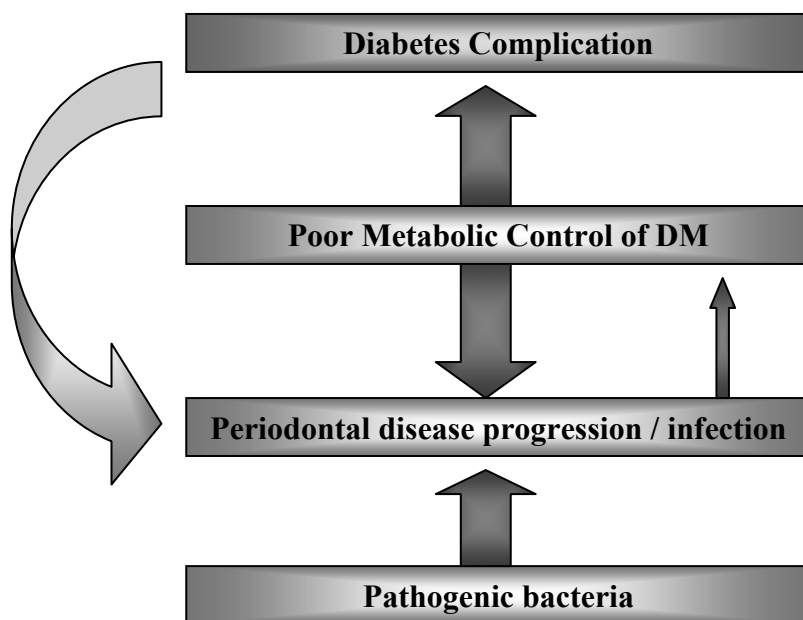 Diabetes Complication
Poor Metabolic Control of DM
Periodontal disease progression / infection
Pathogenic bacteria